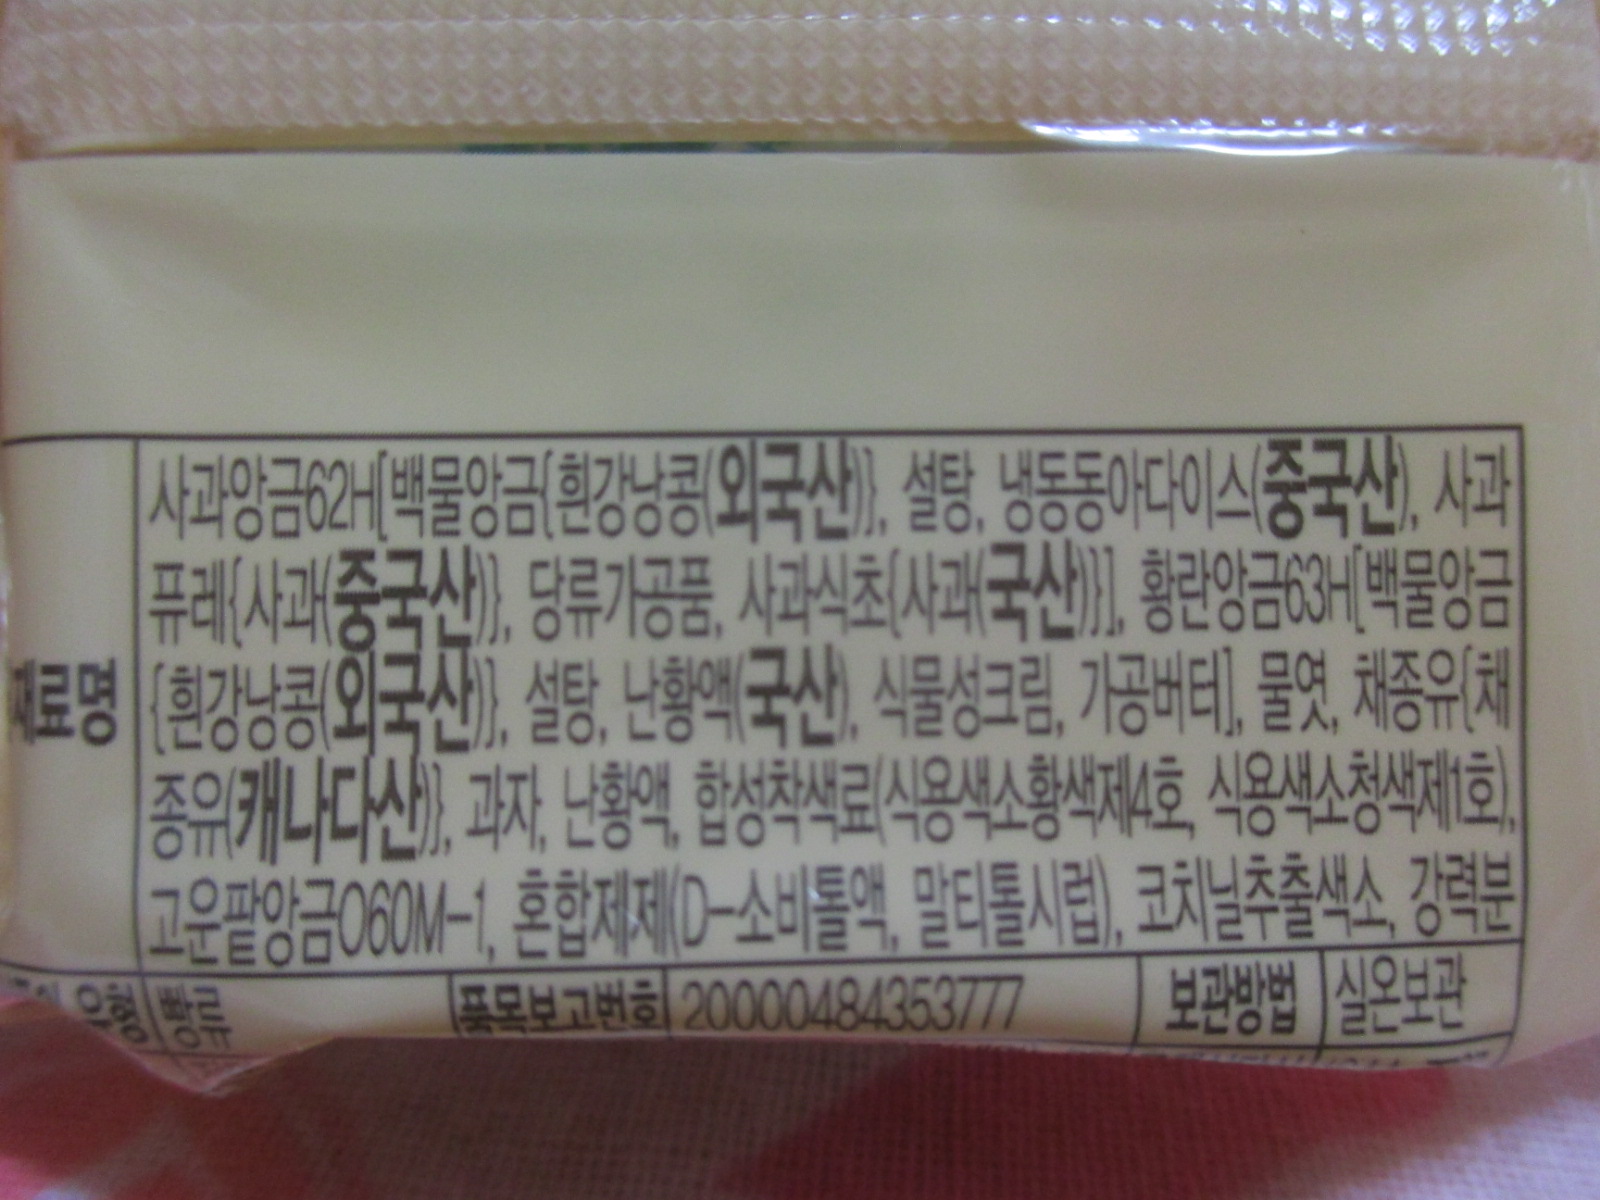 사과앙금62H[백물앙금{흰강낭콩(외국산)}, 설탕, 냉동동아다이스(중국산), 사과
퓨레{사과(중국산)}, 당류가공품, 사과식초{사과(국산)}], 황란앙금63H[백물앙금
재료명
{흰강낭콩(외국산)}, 설탕, 난황액(국산), 식물성크림, 가공버터], 물엿, 채종유{채
종유(캐나다산)}, 과자, 난황액, 합성착색료(식용색소황색제4호, 식용색소청색제1호),
고운팥앙금O60M-1, 혼합제제(D-소비톨액, 말티톨시럽), 코치닐추출색소, 강력분
유형 빵류 품목보고번호 20000484353777 보관방법 실온보관